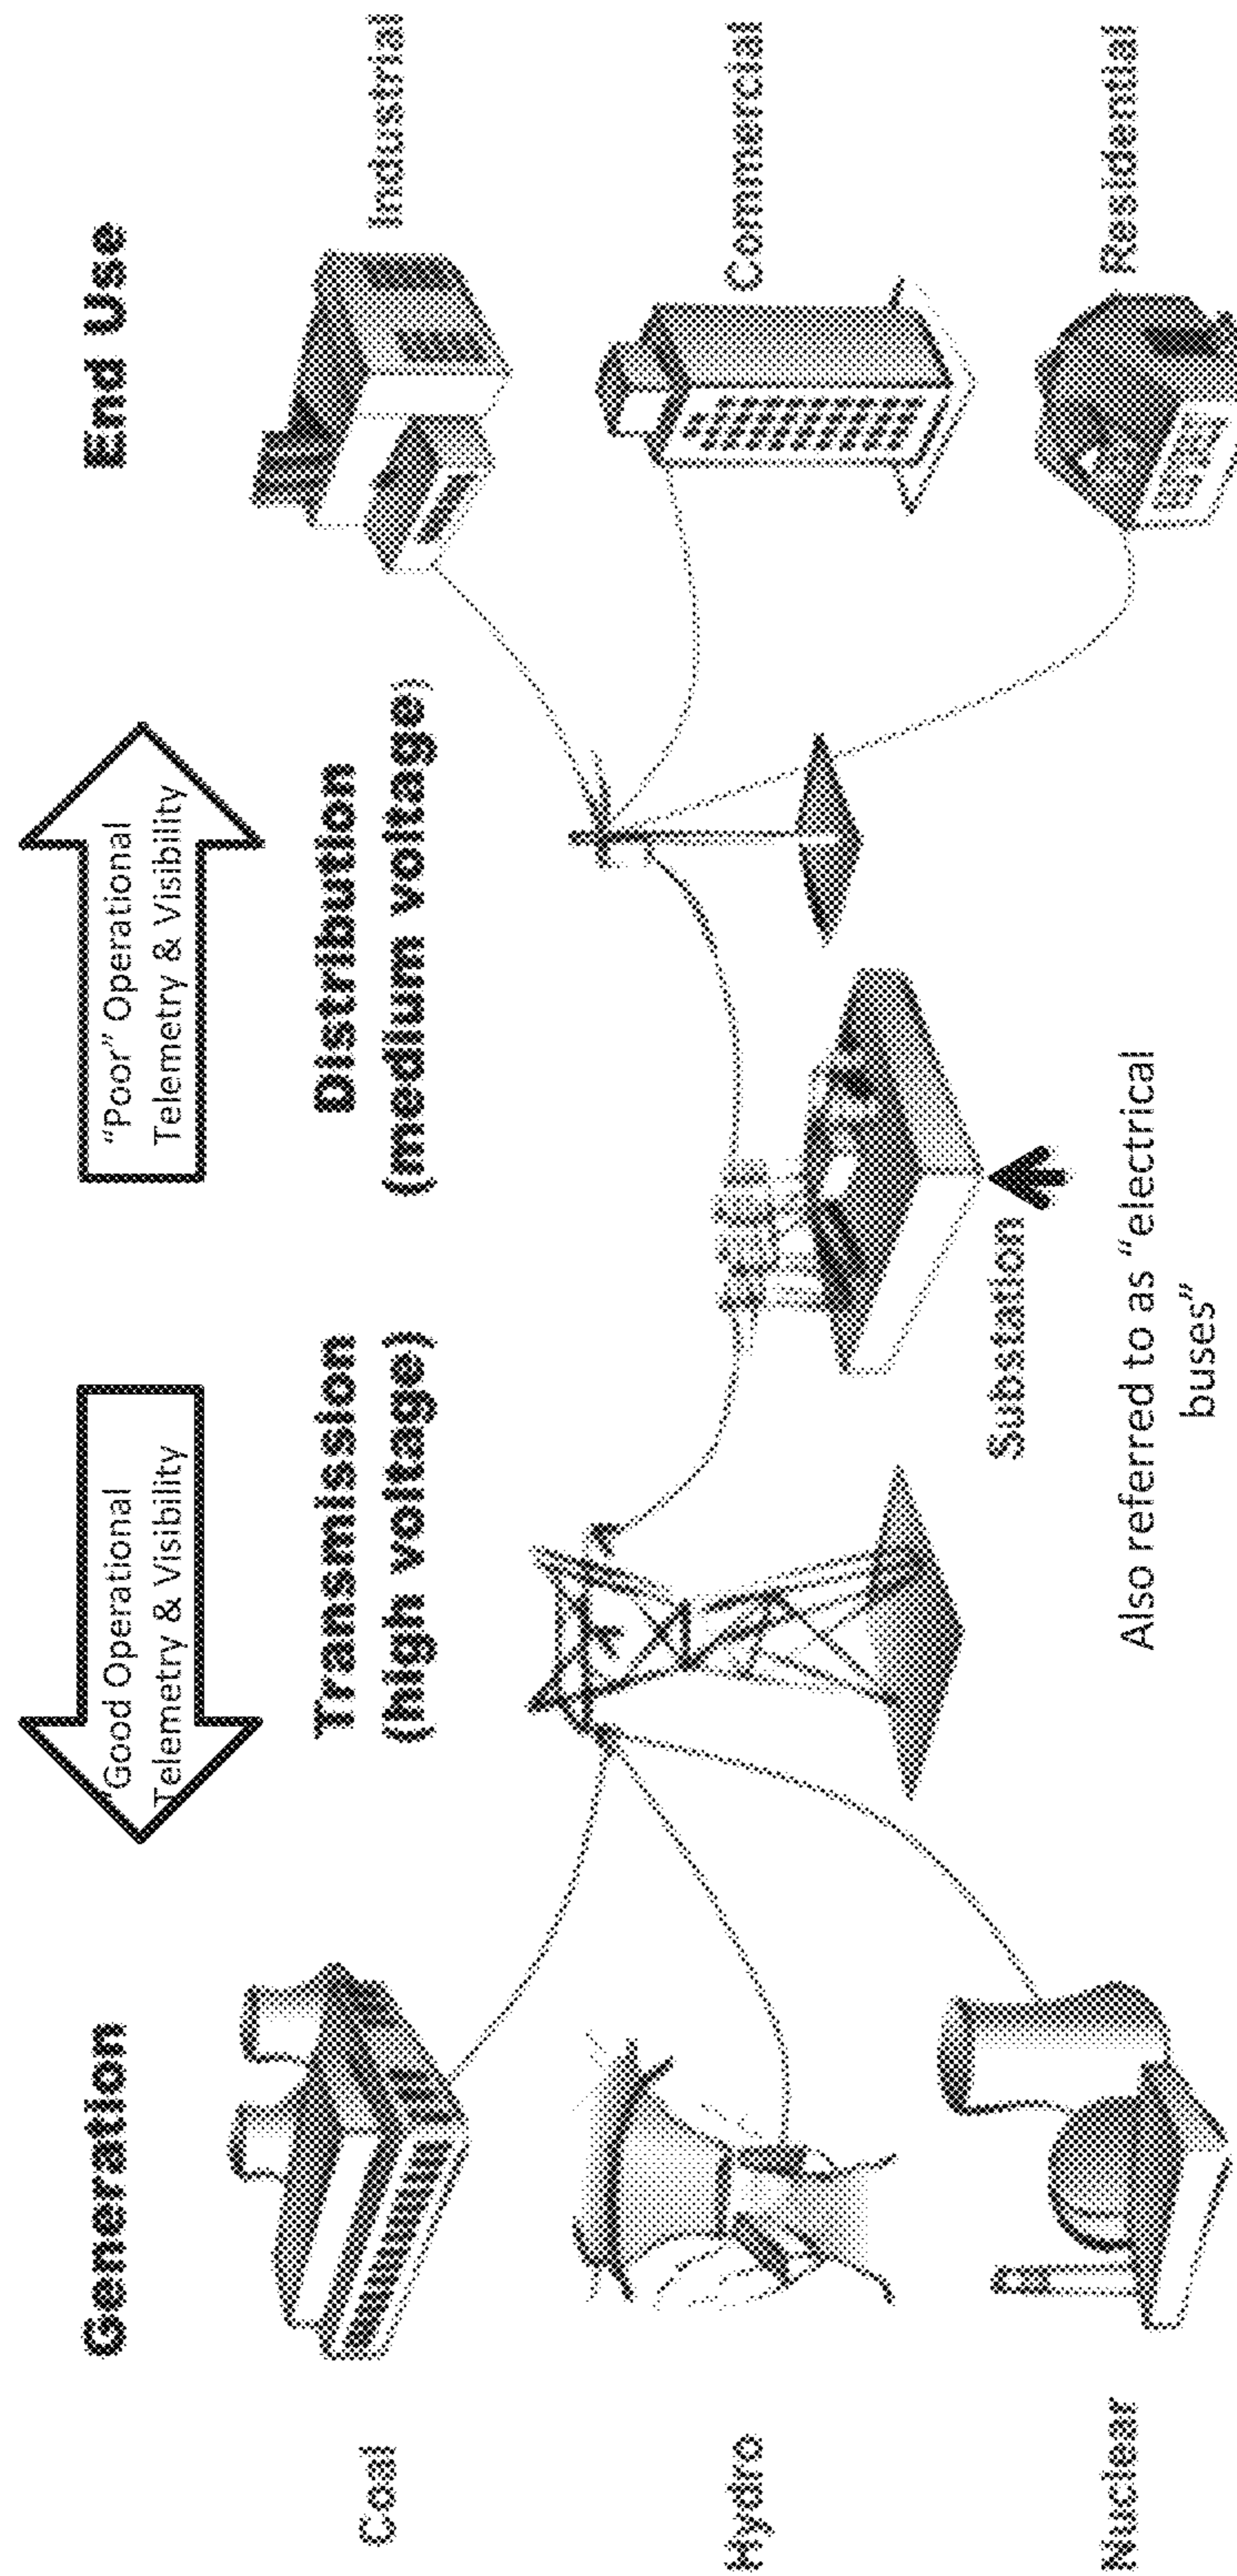 Generation
End Use
"Good Operational
Telemetry & Visibility
"Poor" Operational
Telemetry & Visibility
Transmission
(high voltage)
Distribution
(medium voltage)
Coal
Hydro
Nuclear
Industrial
Commercial
Residential
Substation
Also referred to as "electrical
buses"